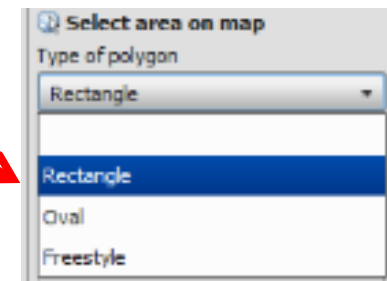 Select area on map
Type of polygon
Rectangle
Rectangle
Oval
Freestyle